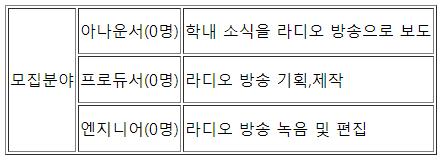 모집분야
아나운서(0명) 학내 소식을 라디오 방송으로 보도
프로듀서(0명) 라디오 방송 기획,제작
엔지니어(0명) 라디오 방송 녹음 및 편집